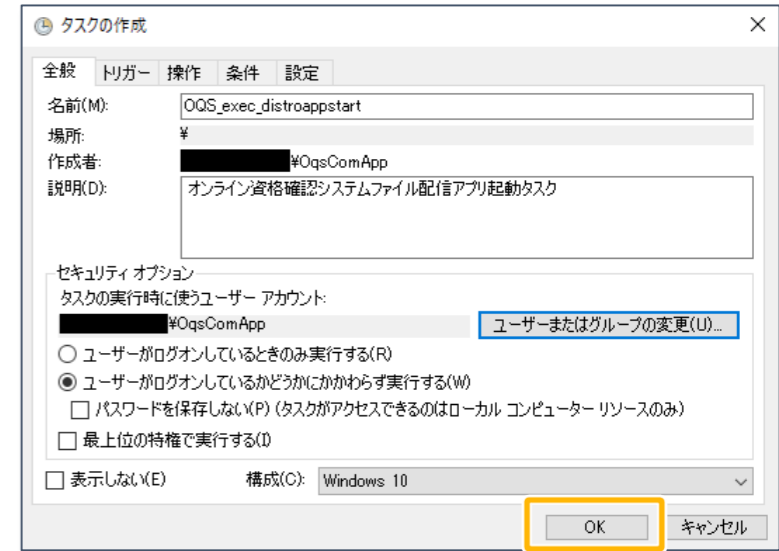 タスクの作成
全般 トリガー 操作 条件 設定
名前(M): OQS_exec_distroappstart
場所: ¥
作成者: ¥OqsComApp
説明(D): オンライン資格確認システムファイル配信アプリ起動タスク
セキュリティ オプション
タスクの実行時に使うユーザー アカウント:
¥OqsComApp ユーザーまたはグループの変更(U)...
ユーザーがログオンしているときのみ実行する(R)
ユーザーがログオンしているかどうかにかかわらず実行する(W)
パスワードを保存しない(P) (タスクがアクセスできるのはローカル コンピューター リソースのみ)
最上位の特権で実行する(I)
表示しない(E) 構成(C): Windows 10
OK キャンセル